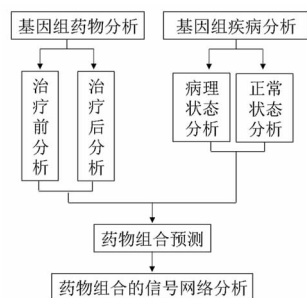 基因组药物分析
基因组疾病分析
治疗前分析
治疗后分析
病理状态分析
正常状态分析
药物组合预测
药物组合的信号网络分析